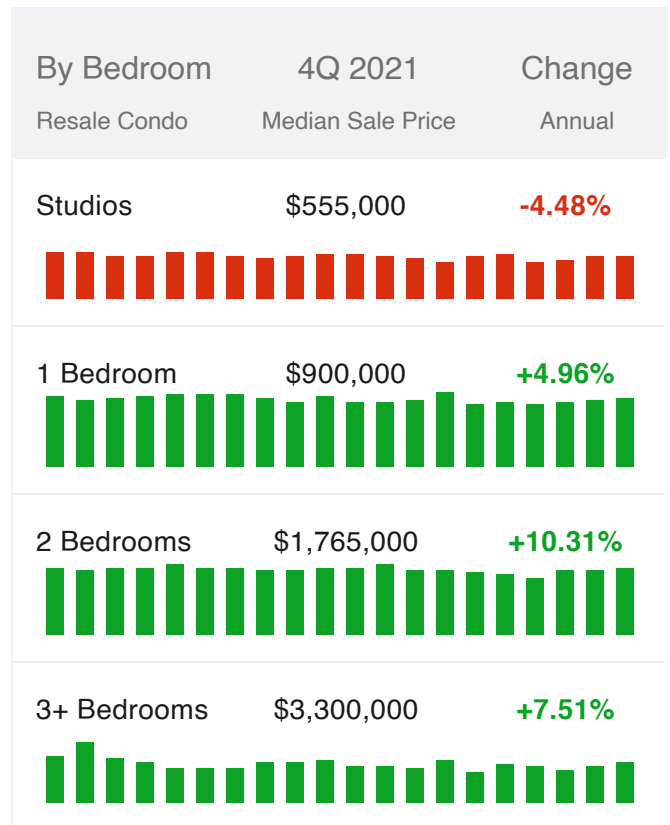 By Bedroom 4Q 2021 Change
Resale Condo Median Sale Price Annual
Studios $555,000 -4.48%
1 Bedroom $900,000 +4.96%
2 Bedrooms $1,765,000 +10.31%
3+ Bedrooms $3,300,000 +7.51%